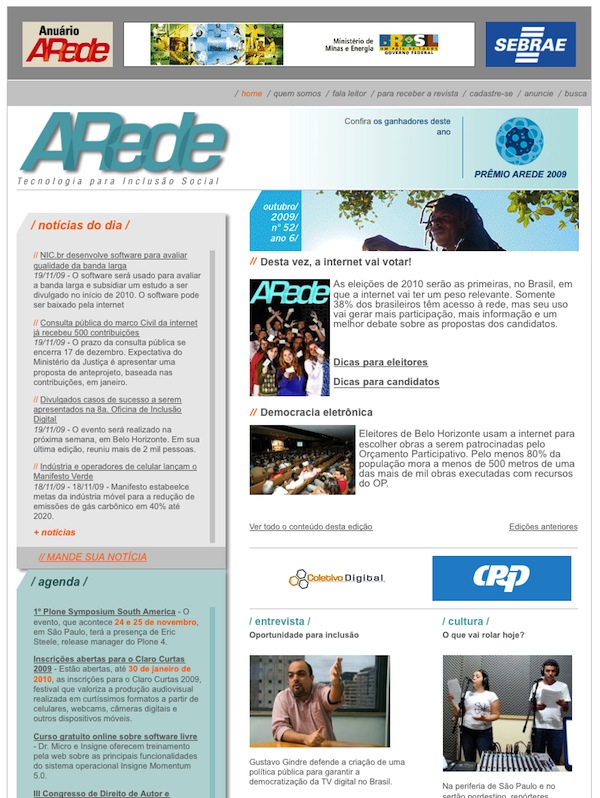 Anuário
ARede
Ministério de
Minas e Energia
BRASIL
UM PAÍS DE TODOS
GOVERNO FEDERAL
SEBRAE
/ home / quem somos / fala leitor / para receber a revista / cadastre-se / anuncie / busca
ARede
Tecnologia para Inclusão Social
Confira os ganhadores deste
ano
PRÊMIO AREDE 2009
/ notícias do dia /
// NIC.br desenvolve software para avaliar
qualidade da banda larga
19/11/09 - O software será usado para avaliar
a banda larga e subsidiar um estudo a ser
divulgado no início de 2010. O software pode
ser baixado pela internet
// Consulta pública do marco Civil da internet
já recebeu 500 contribuições
19/11/09 - O prazo da consulta pública se
encerra 17 de dezembro. Expectativa do
Ministério da Justiça é apresentar uma
proposta de anteprojeto, baseada nas
contribuições, em janeiro.
// Divulgados casos de sucesso a serem
apresentados na 8a. Oficina de Inclusão
Digital
19/11/09 - O evento será realizado na
próxima semana, em Belo Horizonte. Em sua
última edição, reuniu mais de 2 mil pessoas.
// Indústria e operadores de celular lançam o
Manifesto Verde
18/11/09 - 18/11/09 - Manifesto estabeelce
metas da indústria móvel para a redução de
emissões de gás carbônico em 40% até
2020.
+ notícias
// MANDE SUA NOTÍCIA
/ agenda /
1º Plone Symposium South America - O
evento, que acontece 24 e 25 de novembro,
em São Paulo, terá a presença de Eric
Steele, release manager do Plone 4.
Inscrições abertas para o Claro Curtas
2009 - Estão abertas, até 30 de janeiro de
2010, as inscrições para o Claro Curtas 2009,
festival que valoriza a produção audiovisual
realizada em curtíssimos formatos a partir de
celulares, webcams, câmeras digitais e
outros dispositivos móveis.
Curso gratuito online sobre software livre
- Dr. Micro e Insigne oferecem treinamento
pela web sobre as principais funcionalidades
do sistema operacional Insigne Momentum
5.0.
III Congresso de Direito de Autor e
outubro/
2009/
nº 52/
ano 6/
// Desta vez, a internet vai votar!
ARede
As eleições de 2010 serão as primeiras, no Brasil, em
que a internet vai ter um peso relevante. Somente
38% dos brasileiros têm acesso à rede, mas seu uso
vai gerar mais participação, mais informação e um
melhor debate sobre as propostas dos candidatos.
Dicas para eleitores
Dicas para candidatos
// Democracia eletrônica
Eleitores de Belo Horizonte usam a internet para
escolher obras a serem patrocinadas pelo
Orçamento Participativo. Pelo menos 80% da
população mora a menos de 500 metros de uma
das mais de mil obras executadas com recursos
do OP.
Ver todo o conteúdo desta edição
Edições anteriores
Coletivo Digital
CPqD
/ entrevista /
Oportunidade para inclusão
Gustavo Gindre defende a criação de uma
política pública para garantir a
democratização da TV digital no Brasil.
/ cultura /
O que vai rolar hoje?
Na periferia de São Paulo e no
sertão nordestino, repórteres